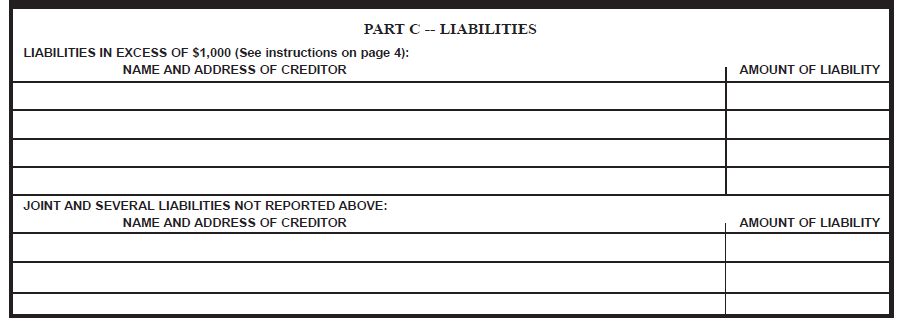 PART C -- LIABILITIES
LIABILITIES IN EXCESS OF $1,000 (See instructions on page 4):
NAME AND ADDRESS OF CREDITOR AMOUNT OF LIABILITY
JOINT AND SEVERAL LIABILITIES NOT REPORTED ABOVE:
NAME AND ADDRESS OF CREDITOR AMOUNT OF LIABILITY